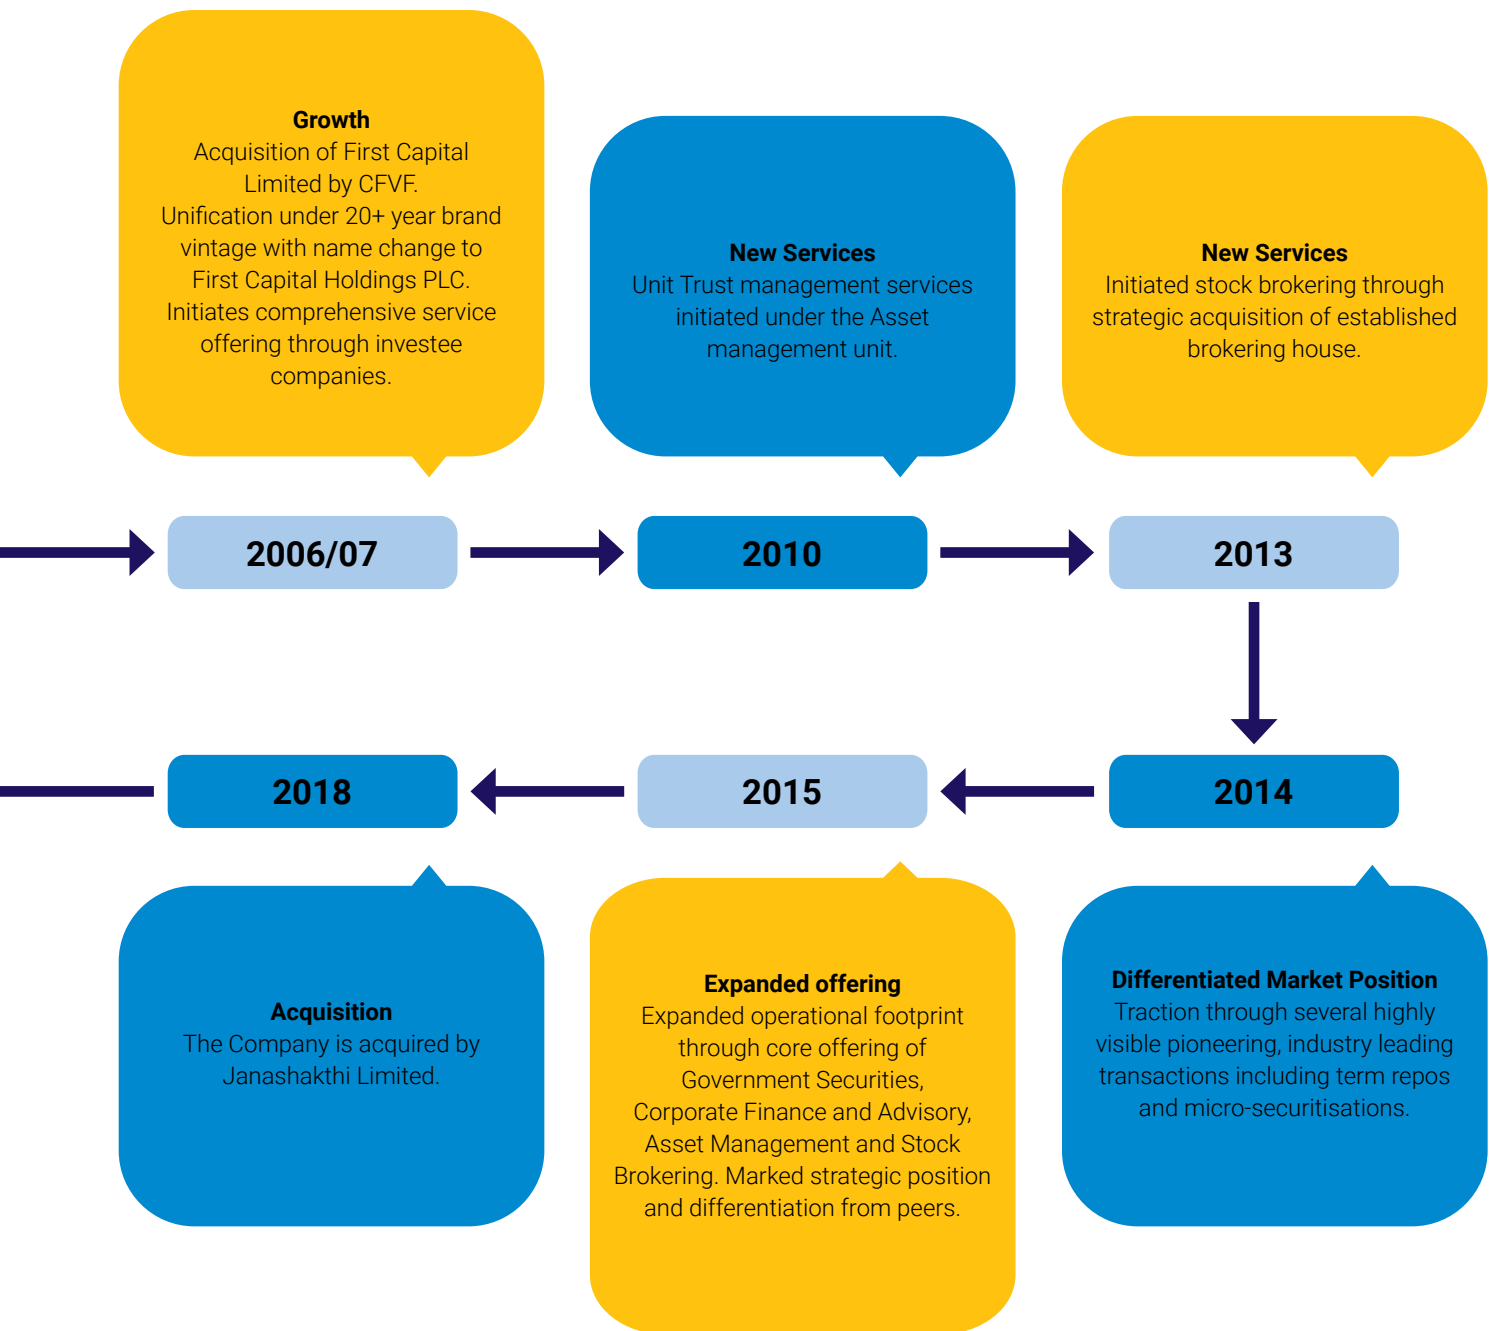 Growth
Acquisition of First Capital
Limited by CFVF.
Unification under 20+ year brand
vintage with name change to
First Capital Holdings PLC.
Initiates comprehensive service
offering through investee
companies.
New Services
Unit Trust management services
initiated under the Asset
management unit.
New Services
Initiated stock brokering through
strategic acquisition of established
brokering house.
2006/07
2010
2013
2018
2015
2014
Acquisition
The Company is acquired by
Janashakthi Limited.
Expanded offering
Expanded operational footprint
through core offering of
Government Securities,
Corporate Finance and Advisory,
Asset Management and Stock
Brokering. Marked strategic position
and differentiation from peers.
Differentiated Market Position
Traction through several highly
visible pioneering, industry leading
transactions including term repos
and micro-securitisations.